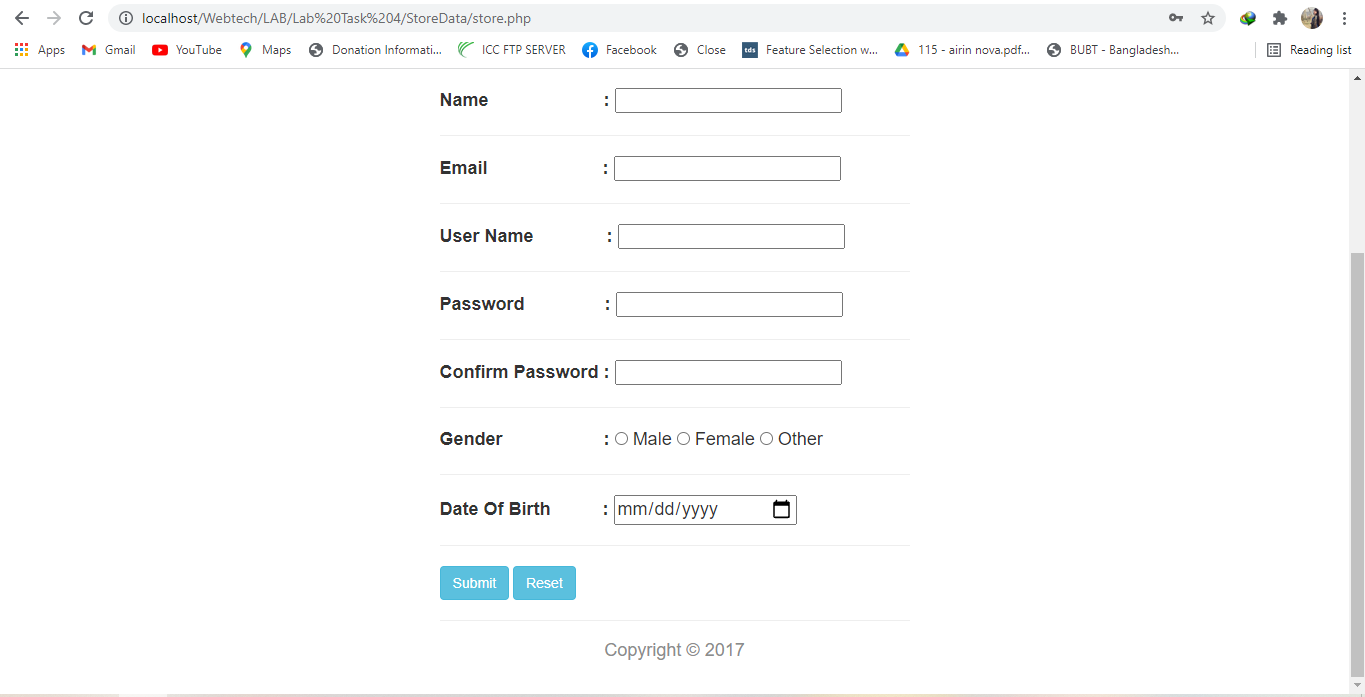 localhost/Webtech/LAB/Lab%20Task%204/StoreData/store.php
Apps Gmail YouTube Maps Donation Informati... ICC FTP SERVER Facebook Close tds Feature Selection w... 115 - airin nova.pdf... BUBT - Bangladesh... Reading list
Name :
Email :
User Name :
Password :
Confirm Password :
Gender : Male Female Other
Date Of Birth : mm/dd/yyyy
Submit Reset
Copyright © 2017